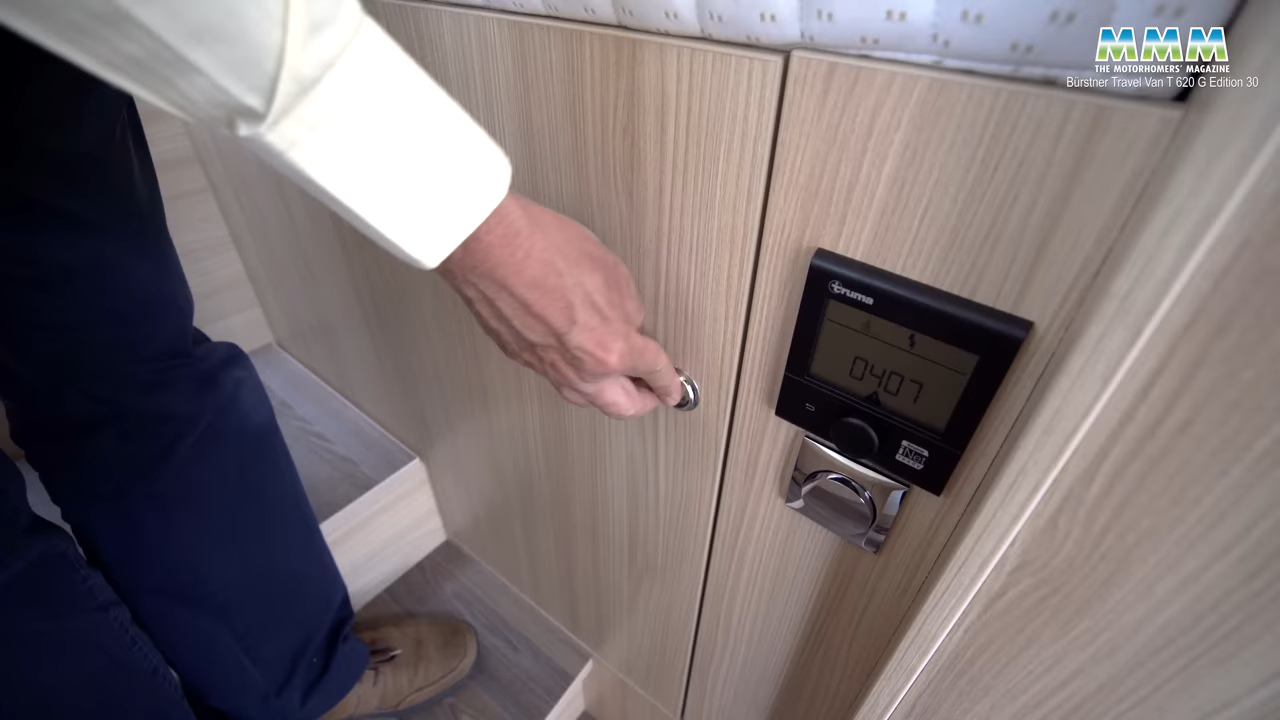 MMM
THE MOTORHOMERS' MAGAZINE
Bürstner Travel Van T 620 G Edition 30
truma
0407
iNet